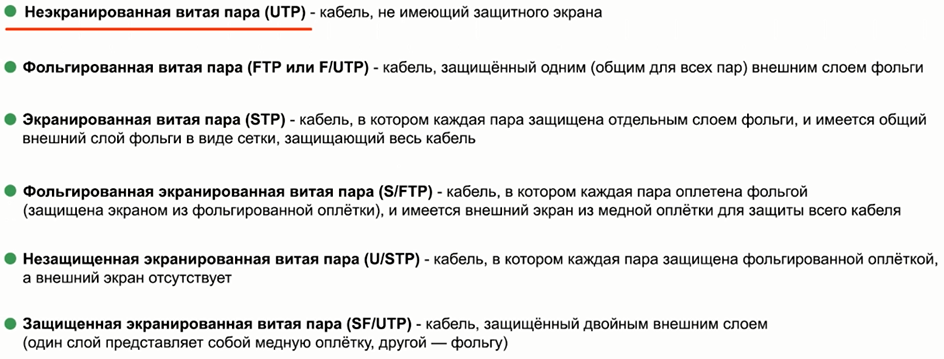 Неэкранированная витая пара (UTP) - кабель, не имеющий защитного экрана
Фольгированная витая пара (FTP или F/UTP) - кабель, защищённый одним (общим для всех пар) внешним слоем фольги
Экранированная витая пара (STP) - кабель, в котором каждая пара защищена отдельным слоем фольги, и имеется общий
внешний слой фольги в виде сетки, защищающий весь кабель
Фольгированная экранированная витая пара (S/FTP) - кабель, в котором каждая пара оплетена фольгой
(защищена экраном из фольгированной оплётки), и имеется внешний экран из медной оплётки для защиты всего кабеля
Незащищенная экранированная витая пара (U/STP) - кабель, в котором каждая пара защищена фольгированной оплёткой,
а внешний экран отсутствует
Защищенная экранированная витая пара (SF/UTP) - кабель, защищённый двойным внешним слоем
(один слой представляет собой медную оплётку, другой — фольгу)